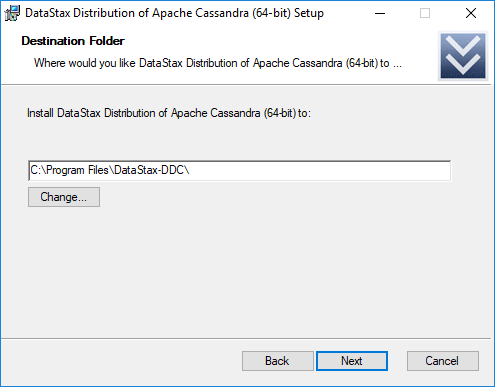 DataStax Distribution of Apache Cassandra (64-bit) Setup
Destination Folder
Where would you like DataStax Distribution of Apache Cassandra (64-bit) to ...
Install DataStax Distribution of Apache Cassandra (64-bit) to:
C:\Program Files\DataStax-DDC\
Change...
Back Next Cancel